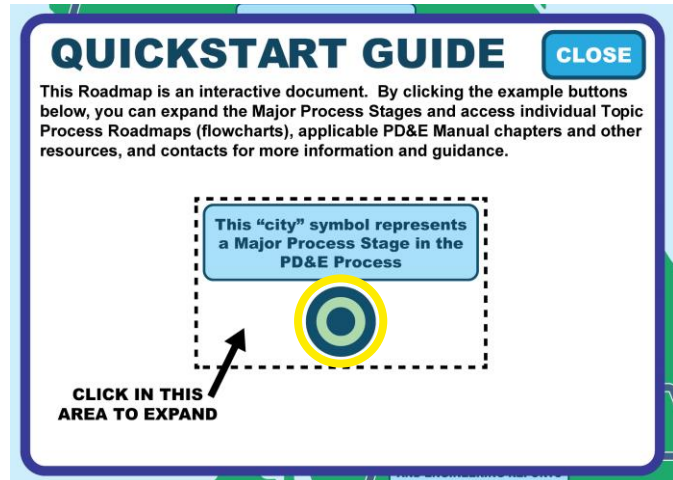 QUICKSTART GUIDE
CLOSE
This Roadmap is an interactive document.  By clicking the example buttons
below, you can expand the Major Process Stages and access individual Topic
Process Roadmaps (flowcharts), applicable PD&E Manual chapters and other
resources, and contacts for more information and guidance.
This “city” symbol represents
a Major Process Stage in the
PD&E Process
CLICK IN THIS
AREA TO EXPAND
AND ENGINEERING REPORTS